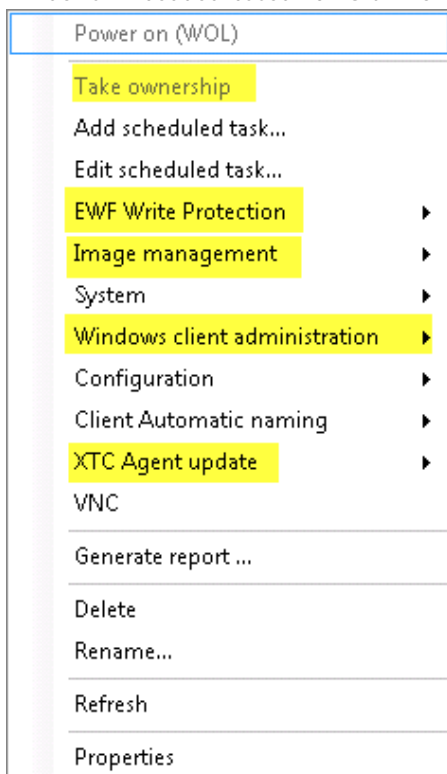 Power on (WOL)
Take ownership
Add scheduled task...
Edit scheduled task...
EWF Write Protection
Image management
System
Windows client administration
Configuration
Client Automatic naming
XTC Agent update
VNC
Generate report ...
Delete
Rename...
Refresh
Properties